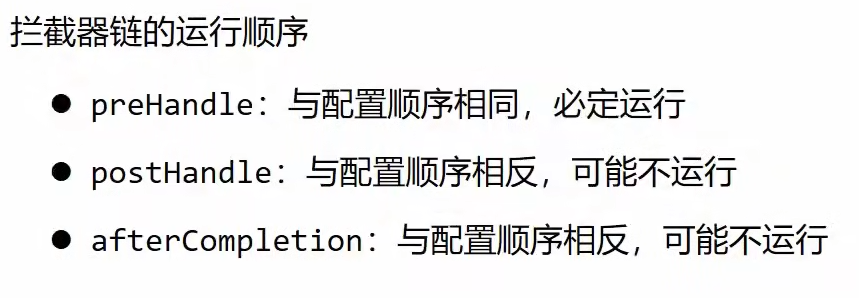 拦截器链的运行顺序
● preHandle：与配置顺序相同，必定运行
● postHandle：与配置顺序相反，可能不运行
● afterCompletion：与配置顺序相反，可能不运行